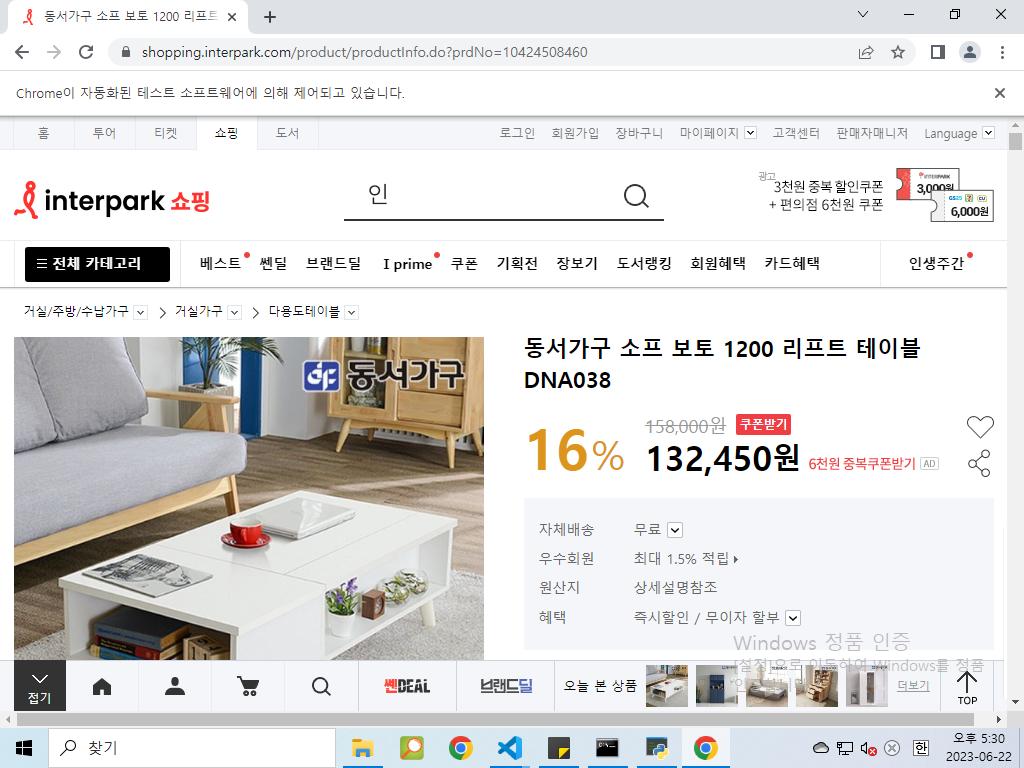 동서가구 소프 보토 1200 리프트
shopping.interpark.com/product/productInfo.do?prdNo=10424508460
Chrome이 자동화된 테스트 소프트웨어에 의해 제어되고 있습니다.
홈 투어 티켓 쇼핑 도서 로그인 회원가입 장바구니 마이페이지 고객센터 판매자매니저 Language
interpark 쇼핑
인
광고
3천원 중복 할인쿠폰
+ 편의점 6천원 쿠폰
INTERPARK
3,000원
GS25 CU
6,000원
전체 카테고리 베스트 쎈딜 브랜드딜 I prime 쿠폰 기획전 장보기 도서랭킹 회원혜택 카드혜택 인생주간
거실/주방/수납가구 > 거실가구 > 다용도테이블
동서가구
동서가구 소프 보토 1200 리프트 테이블
DNA038
16%
158,000원 쿠폰받기
132,450원 6천원 중복쿠폰받기 AD
자체배송 무료
우수회원 최대 1.5% 적립
원산지 상세설명참조
혜택 즉시할인 / 무이자 할부
Windows 정품 인증
[설정]으로 이동하여 Windows를 정품
접기
쎈DEAL
브랜드딜
오늘 본 상품
더보기
TOP
찾기
한
오후 5:30
2023-06-22